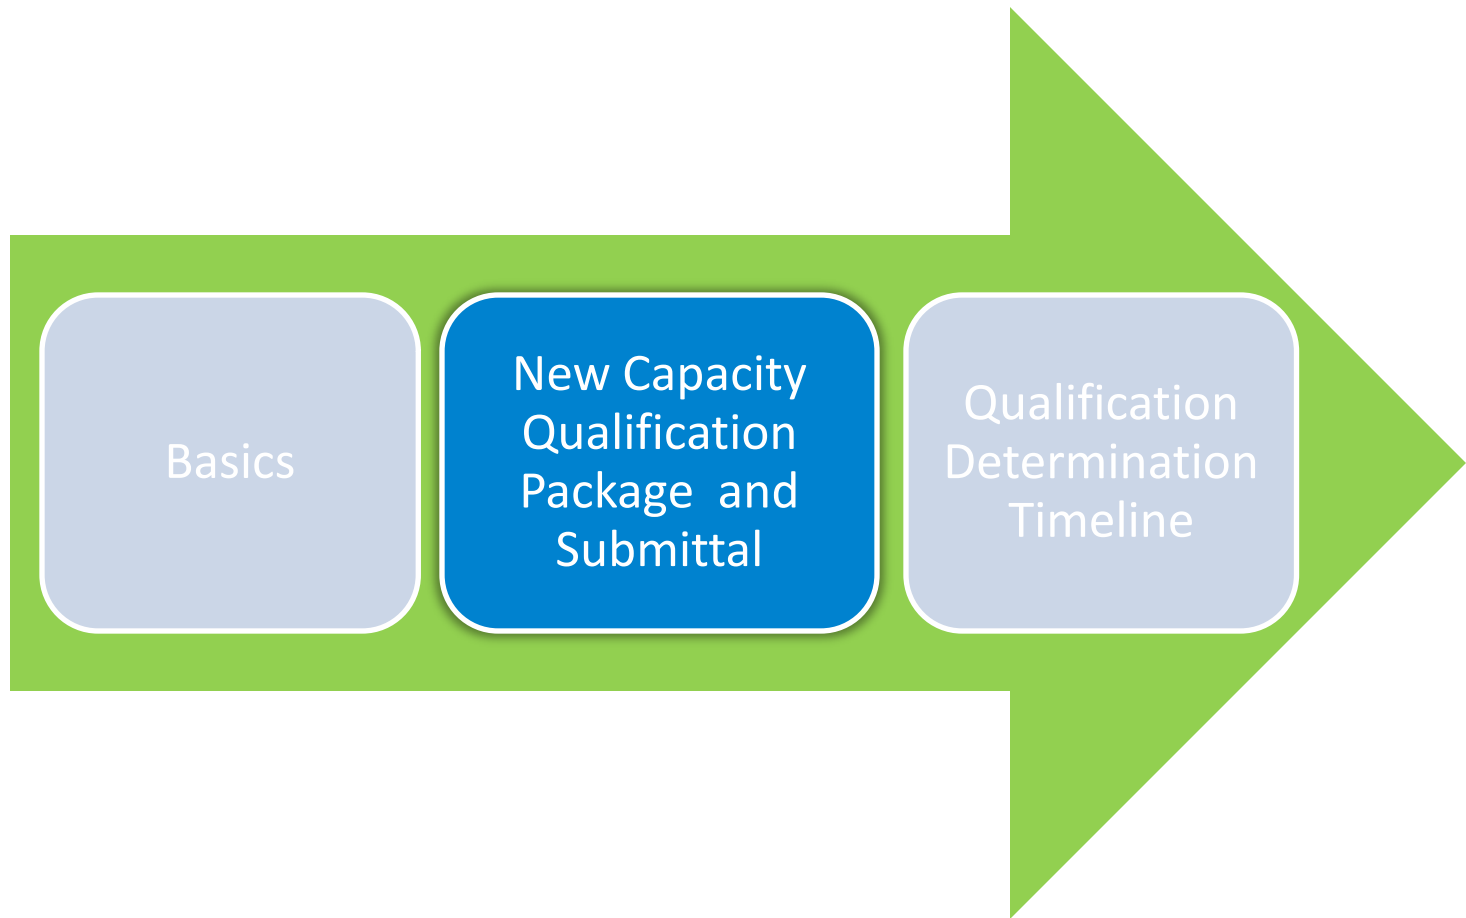 Basics
New Capacity
Qualification
Package  and
Submittal
Qualification
Determination
Timeline